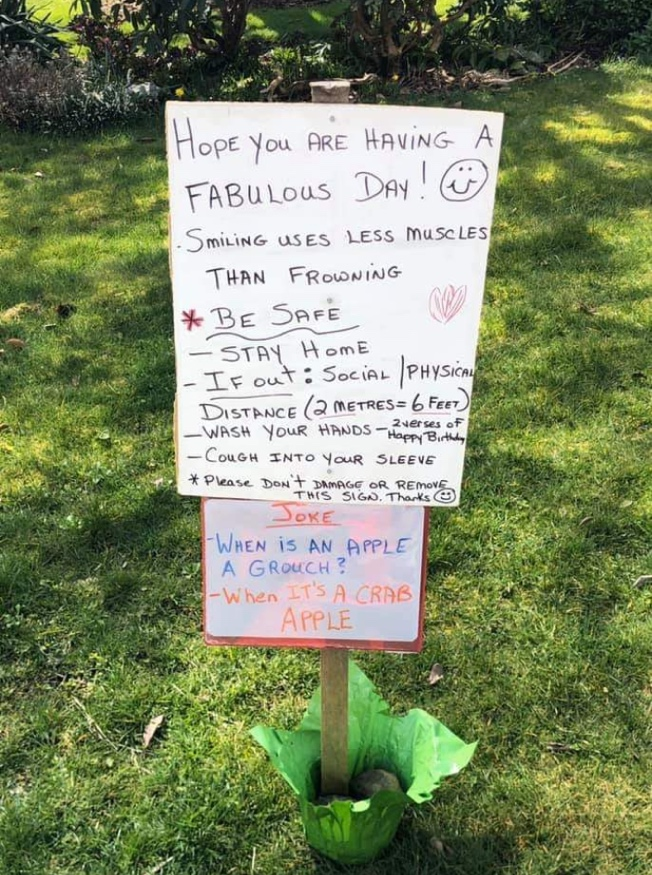 HOPE YOU ARE HAVING A
FABULOUS DAY!
. SMILING USES LESS MUSCLES
THAN FROWNING
* BE SAFE
- STAY HOME
- IF OUT: SOCIAL / PHYSICAL
DISTANCE (2 METRES = 6 FEET)
- WASH YOUR HANDS - 2 verses of
Happy Birthday
- COUGH INTO YOUR SLEEVE
* Please DON'T DAMAGE OR REMOVE
THIS SIGN. Thanks
JOKE
- WHEN IS AN APPLE
A GROUCH?
- When IT'S A CRAB
APPLE